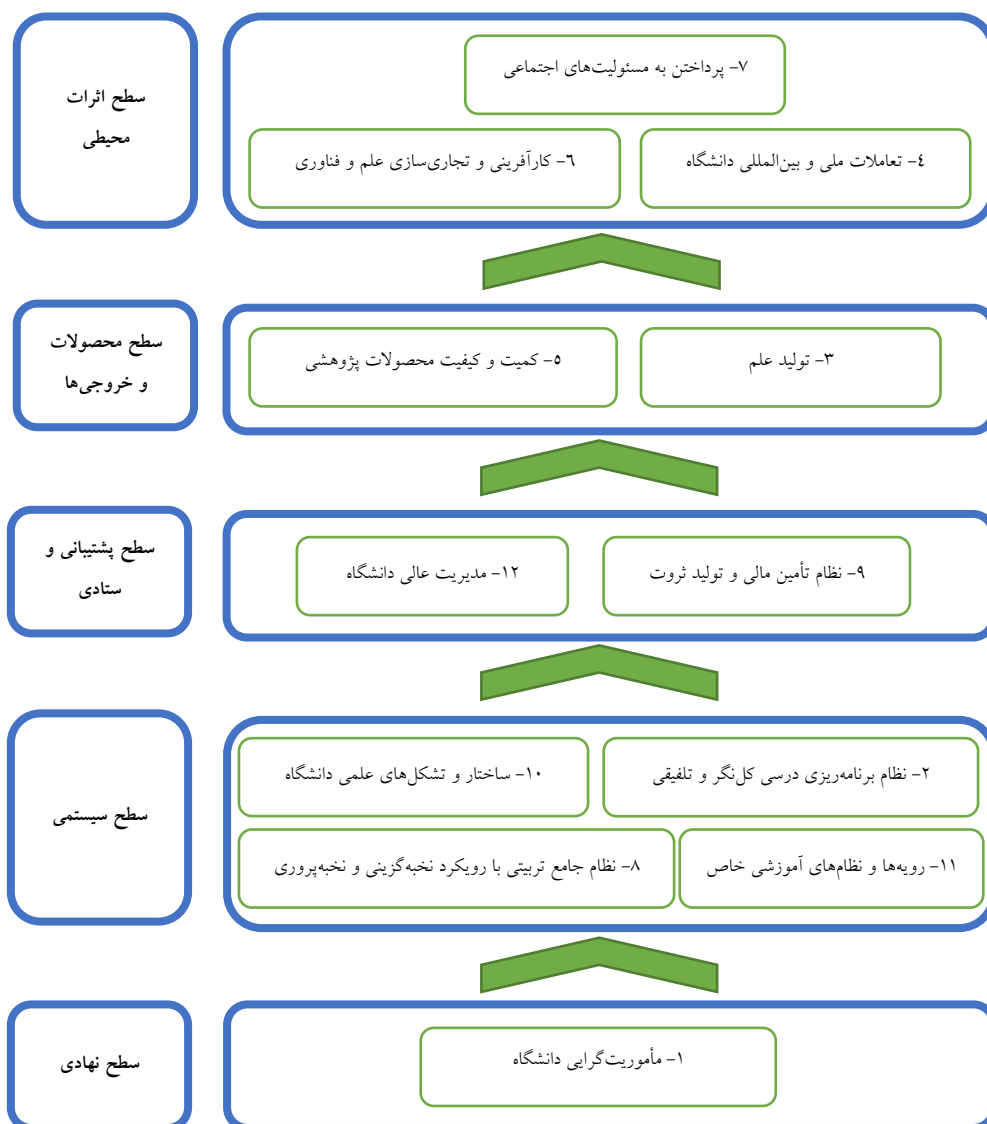 سطح اثرات
محیطی
۷- پرداختن به مسئولیت‌های اجتماعی
۴- تعاملات ملی و بین‌المللی دانشگاه
۶- کارآفرینی و تجاری‌سازی علم و فناوری
سطح محصولات
و خروجی‌ها
۳- تولید علم
۵- کمیت و کیفیت محصولات پژوهشی
سطح پشتیبانی و
ستادی
۹- نظام تأمین مالی و تولید ثروت
۱۲- مدیریت عالی دانشگاه
سطح سیستمی
۲- نظام برنامه‌ریزی درسی کل‌نگر و تلفیقی
۱۰- ساختار و تشکل‌های علمی دانشگاه
۱۱- رویه‌ها و نظام‌های آموزشی خاص
۸- نظام جامع تربیتی با رویکرد نخبه‌گزینی و نخبه‌پروری
سطح نهادی
۱- مأموریت‌گرایی دانشگاه